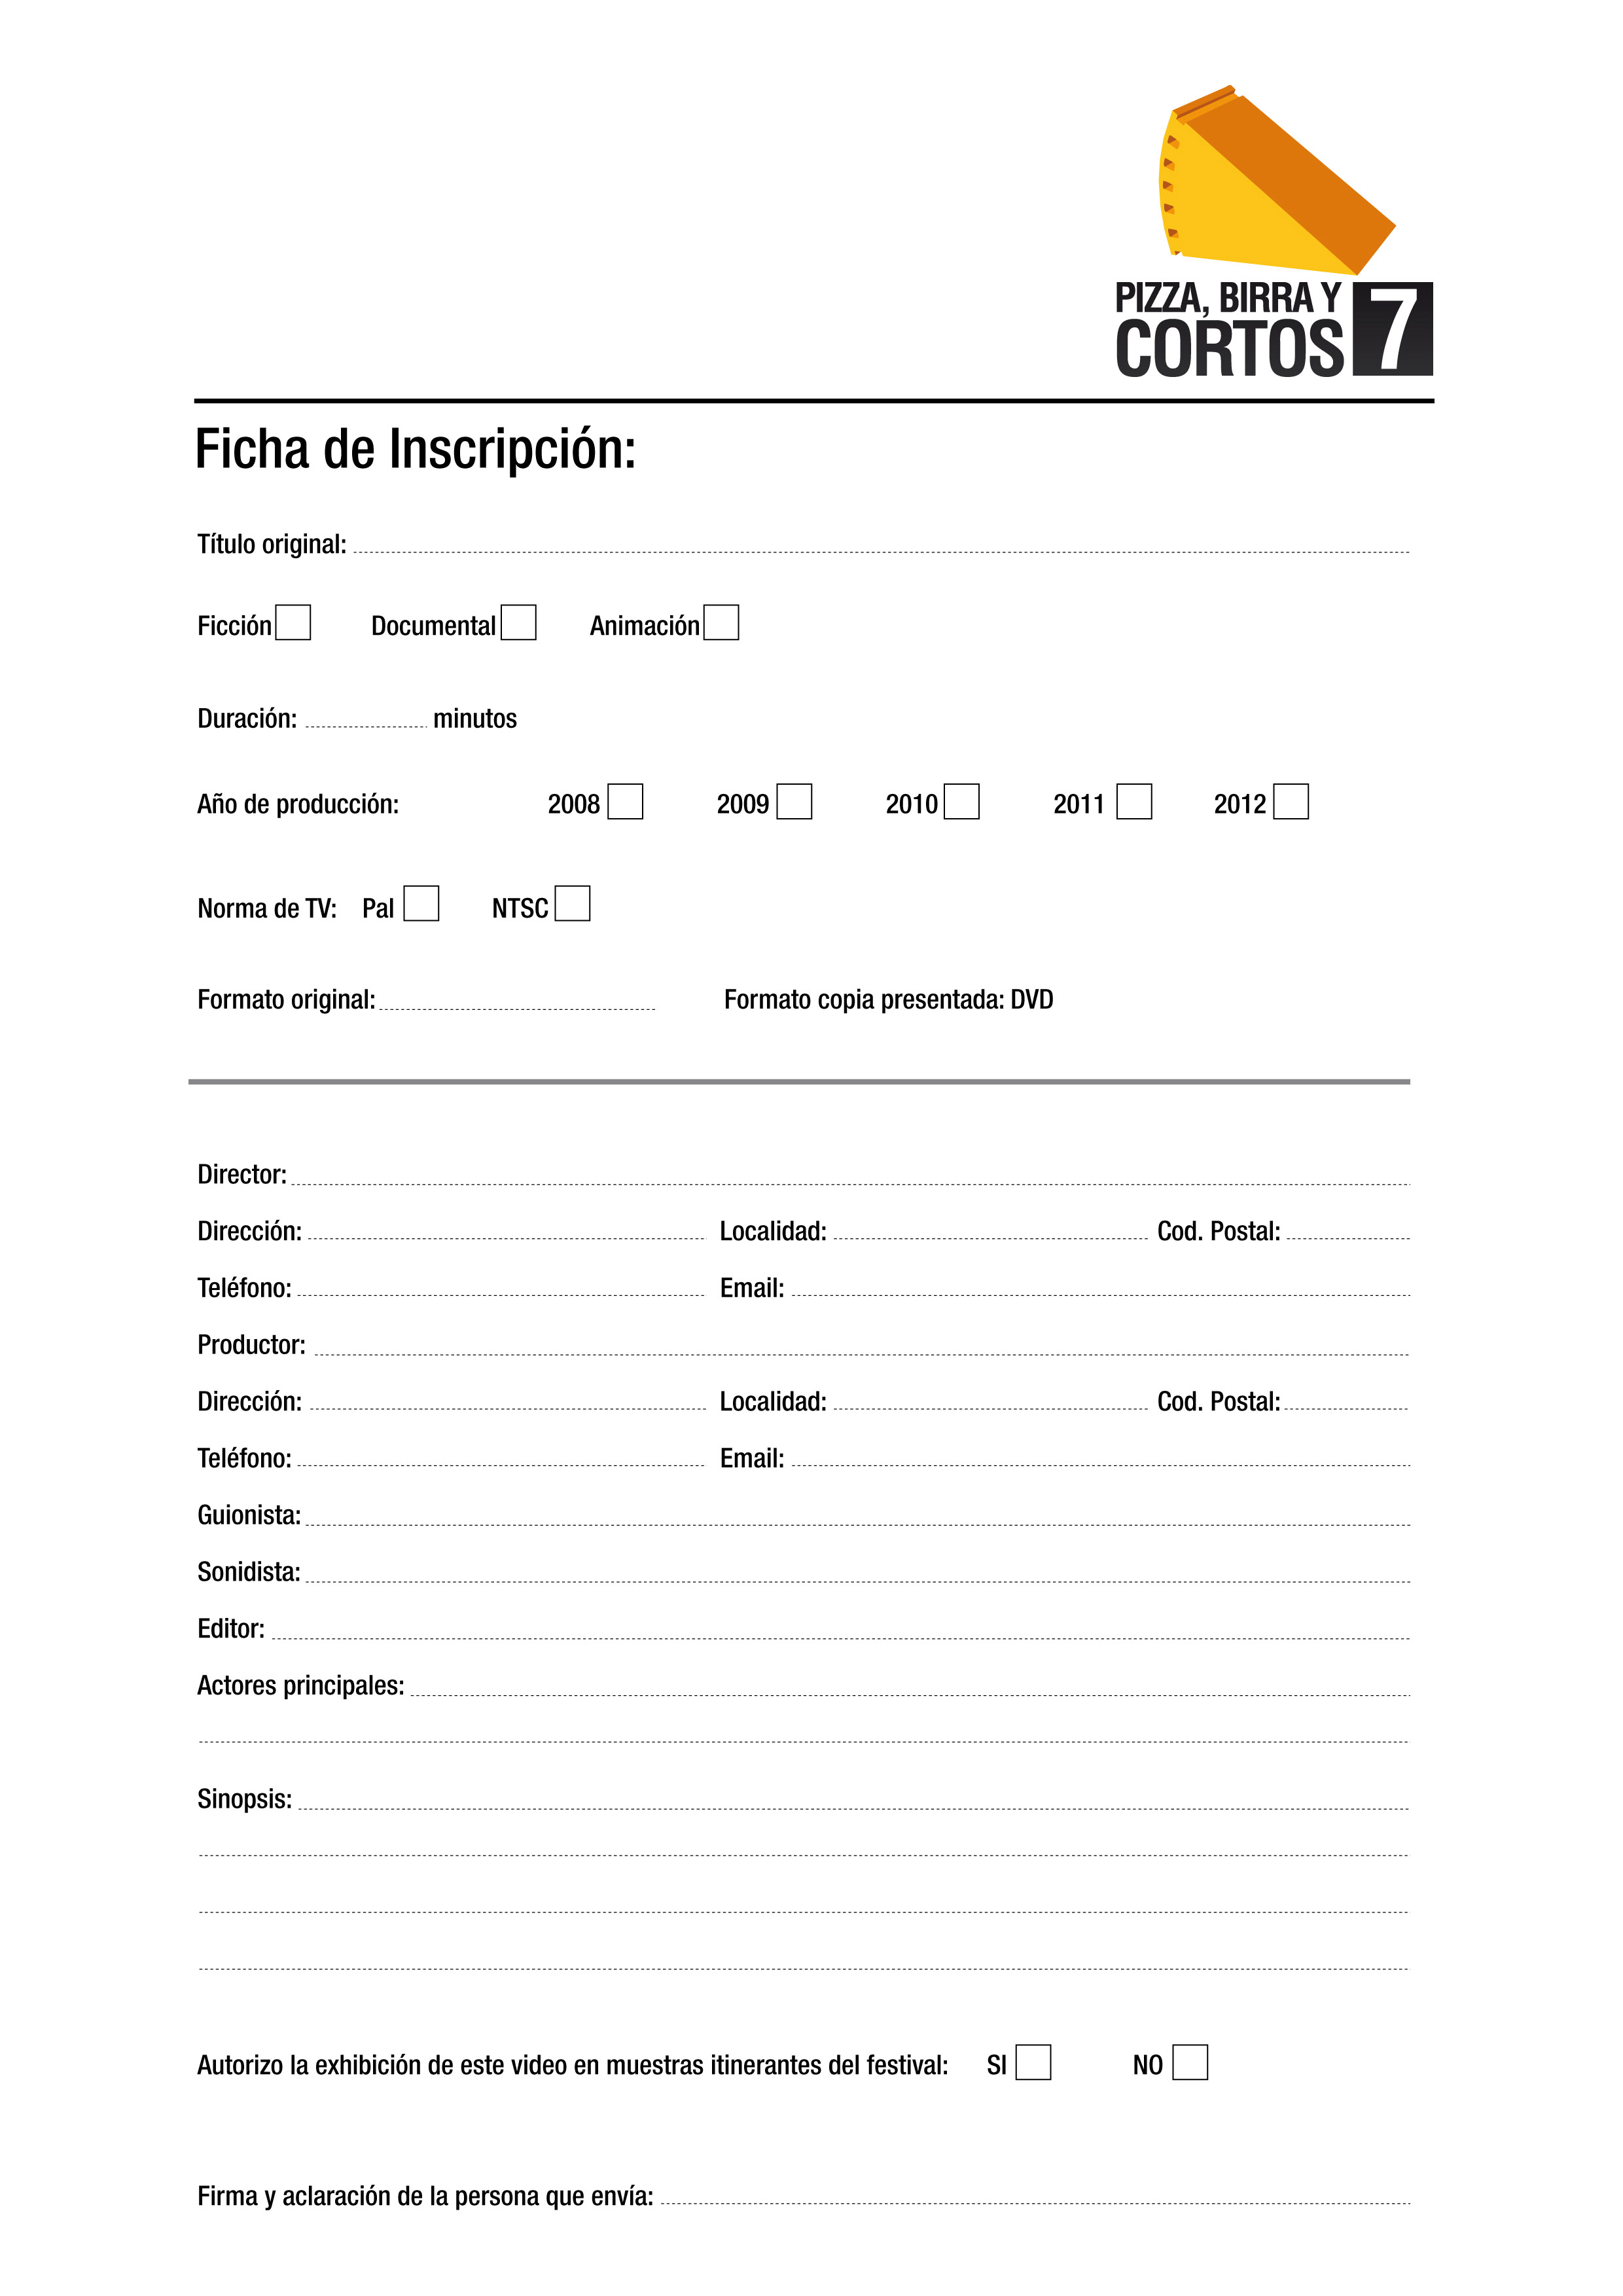 PIZZA, BIRRA Y
CORTOS 7
Ficha de Inscripción:
Título original:
Ficción Documental Animación
Duración: minutos
Año de producción: 2008 2009 2010 2011 2012
Norma de TV: Pal NTSC
Formato original: Formato copia presentada: DVD
Director:
Dirección: Localidad: Cod. Postal:
Teléfono: Email:
Productor:
Dirección: Localidad: Cod. Postal:
Teléfono: Email:
Guionista:
Sonidista:
Editor:
Actores principales:
Sinopsis:
Autorizo la exhibición de este video en muestras itinerantes del festival: SI NO
Firma y aclaración de la persona que envía: